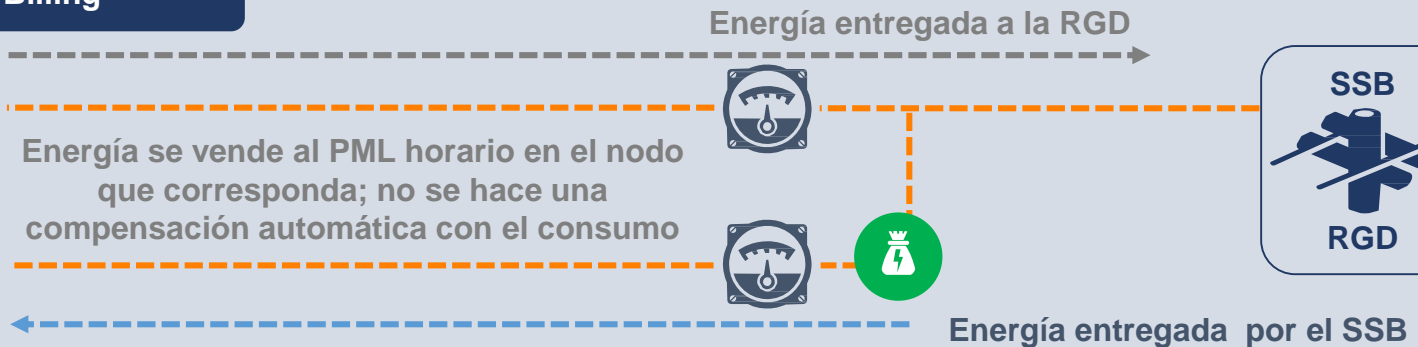 Billing
Energía entregada a la RGD
SSB
Energía se vende al PML horario en el nodo
que corresponda; no se hace una
compensación automática con el consumo
RGD
Energía entregada  por el SSB